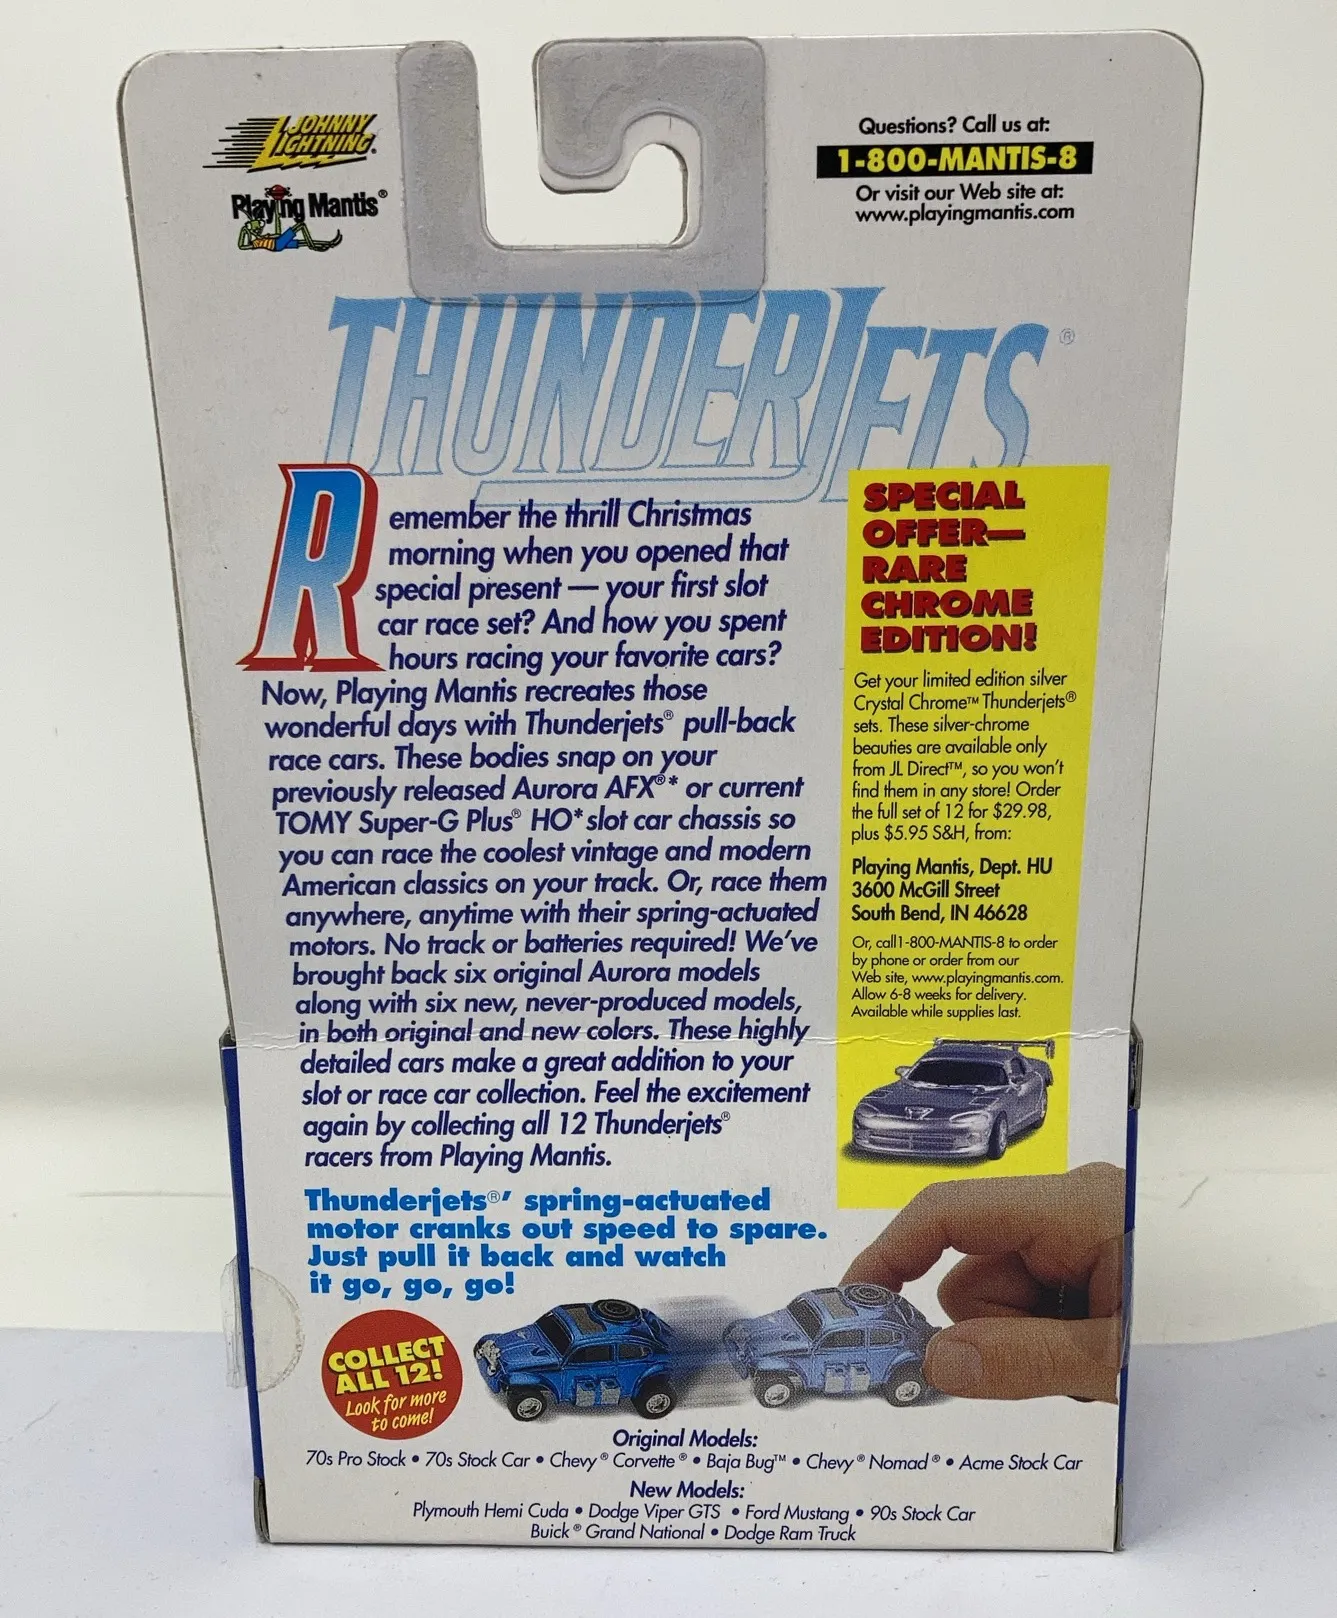 JOHNNY
LIGHTNING®
Playing Mantis®
Questions? Call us at:
1-800-MANTIS-8
Or visit our Web site at:
www.playingmantis.com
THUNDERJETS®
Remember the thrill Christmas
morning when you opened that
special present — your first slot
car race set? And how you spent
hours racing your favorite cars?
Now, Playing Mantis recreates those
wonderful days with Thunderjets® pull-back
race cars. These bodies snap on your
previously released Aurora AFX®* or current
TOMY Super-G Plus® HO* slot car chassis so
you can race the coolest vintage and modern
American classics on your track. Or, race them
anywhere, anytime with their spring-actuated
motors. No track or batteries required! We've
brought back six original Aurora models
along with six new, never-produced models,
in both original and new colors. These highly
detailed cars make a great addition to your
slot or race car collection. Feel the excitement
again by collecting all 12 Thunderjets®
racers from Playing Mantis.
SPECIAL
OFFER—
RARE
CHROME
EDITION!
Get your limited edition silver
Crystal Chrome™ Thunderjets®
sets. These silver-chrome
beauties are available only
from JL Direct™, so you won't
find them in any store! Order
the full set of 12 for $29.98,
plus $5.95 S&H, from:
Playing Mantis, Dept. HU
3600 McGill Street
South Bend, IN 46628
Or, call1-800-MANTIS-8 to order
by phone or order from our
Web site, www.playingmantis.com.
Allow 6-8 weeks for delivery.
Available while supplies last.
Thunderjets®' spring-actuated
motor cranks out speed to spare.
Just pull it back and watch
it go, go, go!
COLLECT
ALL 12!
Look for more
to come!
Original Models:
70s Pro Stock • 70s Stock Car • Chevy® Corvette® • Baja Bug™ • Chevy® Nomad® • Acme Stock Car
New Models:
Plymouth Hemi Cuda • Dodge Viper GTS • Ford Mustang • 90s Stock Car
Buick® Grand National • Dodge Ram Truck